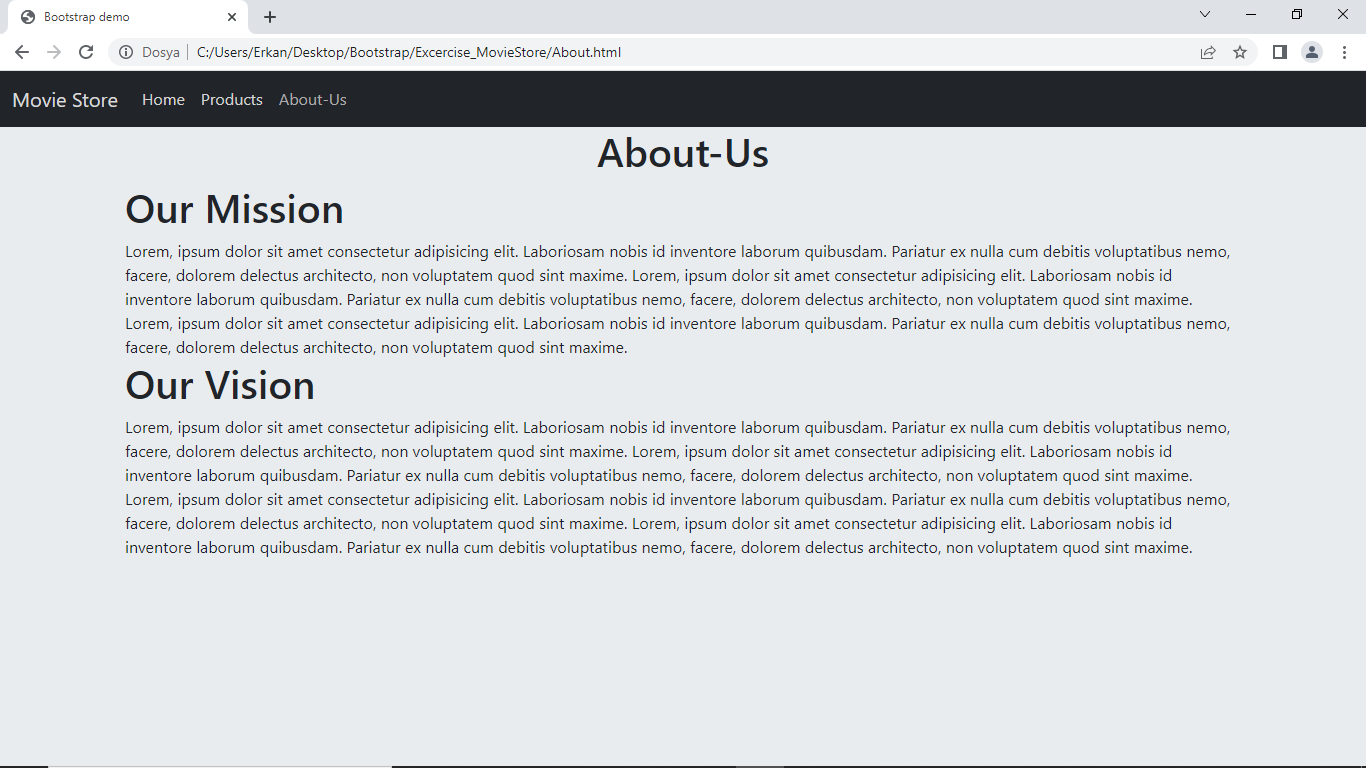 Bootstrap demo
Dosya C:/Users/Erkan/Desktop/Bootstrap/Excercise_MovieStore/About.html
Movie Store Home Products About-Us
About-Us
Our Mission
Lorem, ipsum dolor sit amet consectetur adipisicing elit. Laboriosam nobis id inventore laborum quibusdam. Pariatur ex nulla cum debitis voluptatibus nemo,
facere, dolorem delectus architecto, non voluptatem quod sint maxime. Lorem, ipsum dolor sit amet consectetur adipisicing elit. Laboriosam nobis id
inventore laborum quibusdam. Pariatur ex nulla cum debitis voluptatibus nemo, facere, dolorem delectus architecto, non voluptatem quod sint maxime.
Lorem, ipsum dolor sit amet consectetur adipisicing elit. Laboriosam nobis id inventore laborum quibusdam. Pariatur ex nulla cum debitis voluptatibus nemo,
facere, dolorem delectus architecto, non voluptatem quod sint maxime.
Our Vision
Lorem, ipsum dolor sit amet consectetur adipisicing elit. Laboriosam nobis id inventore laborum quibusdam. Pariatur ex nulla cum debitis voluptatibus nemo,
facere, dolorem delectus architecto, non voluptatem quod sint maxime. Lorem, ipsum dolor sit amet consectetur adipisicing elit. Laboriosam nobis id
inventore laborum quibusdam. Pariatur ex nulla cum debitis voluptatibus nemo, facere, dolorem delectus architecto, non voluptatem quod sint maxime.
Lorem, ipsum dolor sit amet consectetur adipisicing elit. Laboriosam nobis id inventore laborum quibusdam. Pariatur ex nulla cum debitis voluptatibus nemo,
facere, dolorem delectus architecto, non voluptatem quod sint maxime. Lorem, ipsum dolor sit amet consectetur adipisicing elit. Laboriosam nobis id
inventore laborum quibusdam. Pariatur ex nulla cum debitis voluptatibus nemo, facere, dolorem delectus architecto, non voluptatem quod sint maxime.